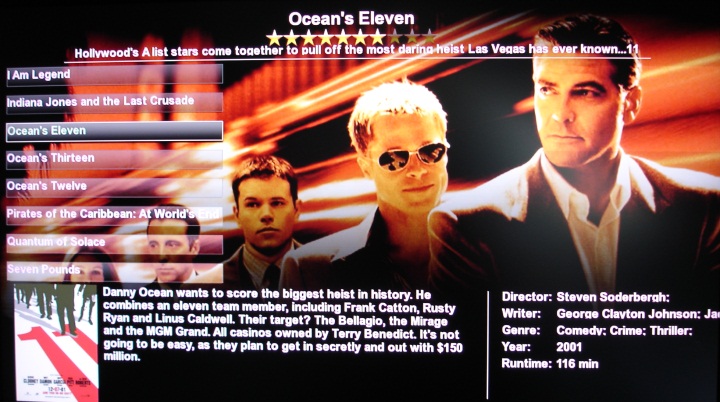 Ocean's Eleven
Hollywood's A list stars come together to pull off the most daring heist Las Vegas has ever known...11
I Am Legend
Indiana Jones and the Last Crusade
Ocean's Eleven
Ocean's Thirteen
Ocean's Twelve
Pirates of the Caribbean: At World's End
Quantum of Solace
Seven Pounds
Danny Ocean wants to score the biggest heist in history. He
combines an eleven team member, including Frank Catton, Rusty
Ryan and Linus Caldwell. Their target? The Bellagio, the Mirage
and the MGM Grand. All casinos owned by Terry Benedict. It's not
going to be easy, as they plan to get in secretly and out with $150
million.
Director: Steven Soderbergh;
Writer: George Clayton Johnson; Ja
Genre: Comedy; Crime; Thriller;
Year: 2001
Runtime: 116 min